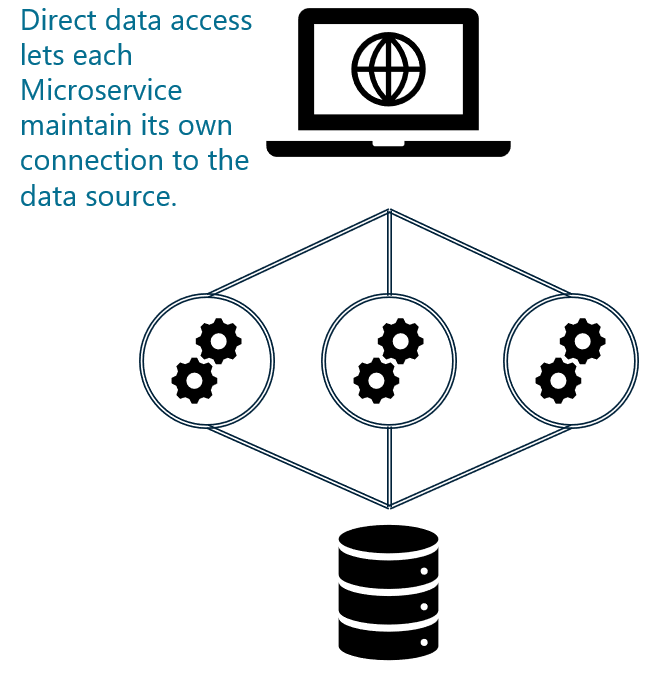 Direct data access
lets each
Microservice
maintain its own
connection to the
data source.